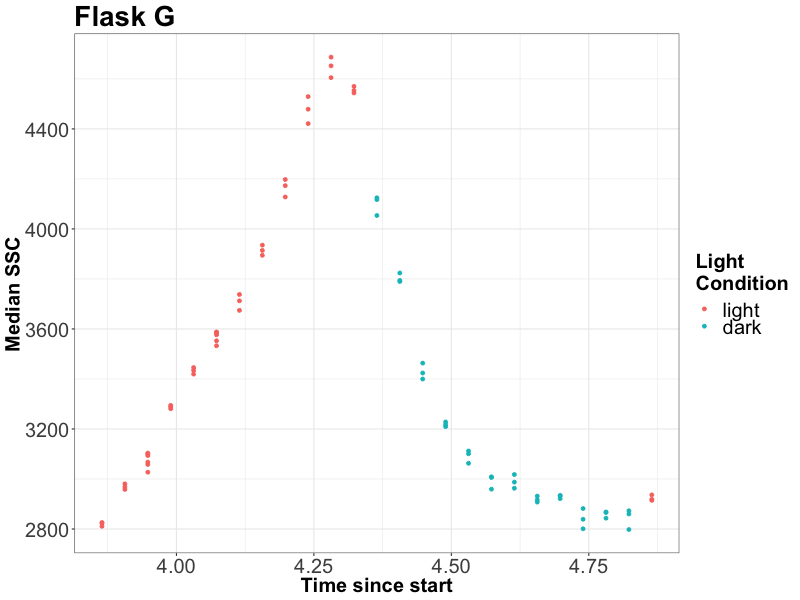 Flask G
Median SSC
4400
4000
3600
3200
2800
4.00 4.25 4.50 4.75
Time since start
Light
Condition
light
dark